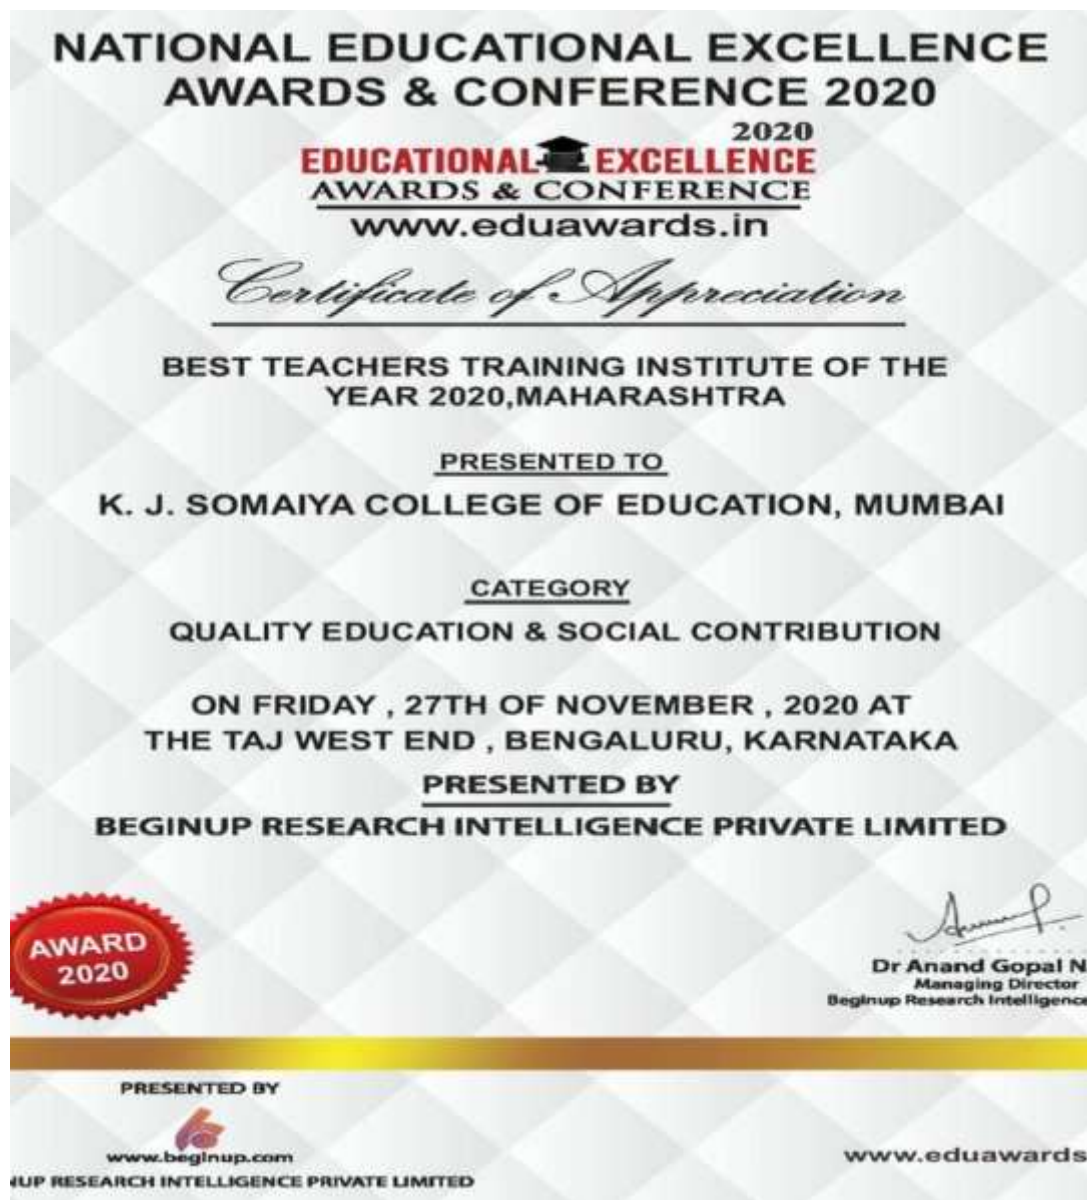 NATIONAL EDUCATIONAL EXCELLENCE
AWARDS & CONFERENCE 2020
2020
EDUCATIONAL EXCELLENCE
AWARDS & CONFERENCE
www.eduawards.in
Certificate of Appreciation
BEST TEACHERS TRAINING INSTITUTE OF THE
YEAR 2020,MAHARASHTRA
PRESENTED TO
K. J. SOMAIYA COLLEGE OF EDUCATION, MUMBAI
CATEGORY
QUALITY EDUCATION & SOCIAL CONTRIBUTION
ON FRIDAY , 27TH OF NOVEMBER , 2020 AT
THE TAJ WEST END , BENGALURU, KARNATAKA
PRESENTED BY
BEGINUP RESEARCH INTELLIGENCE PRIVATE LIMITED
AWARD
2020
Dr Anand Gopal N
Managing Director
Beginup Research Intelligence
PRESENTED BY
www.beginup.com
www.eduawards
UP RESEARCH INTELLIGENCE PRIVATE LIMITED